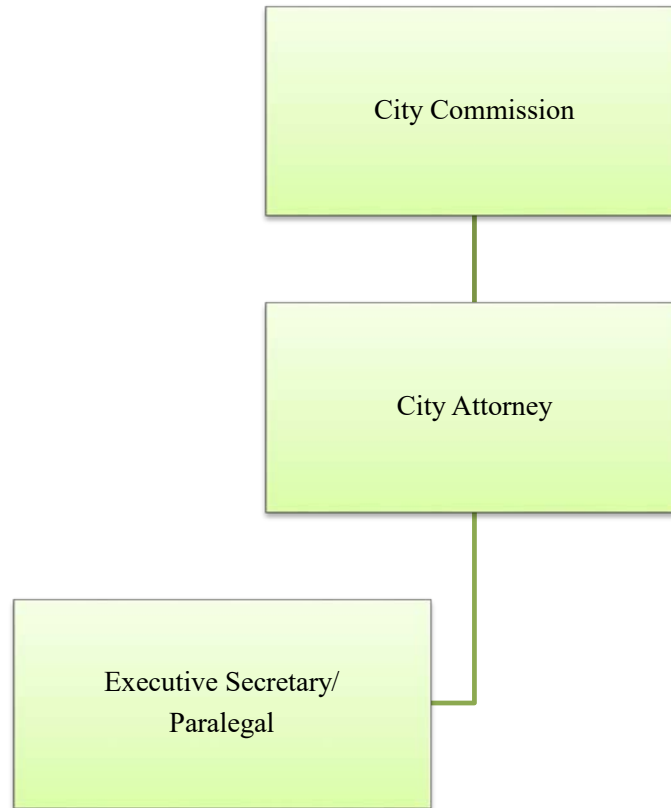 City Commission
City Attorney
Executive Secretary/
Paralegal